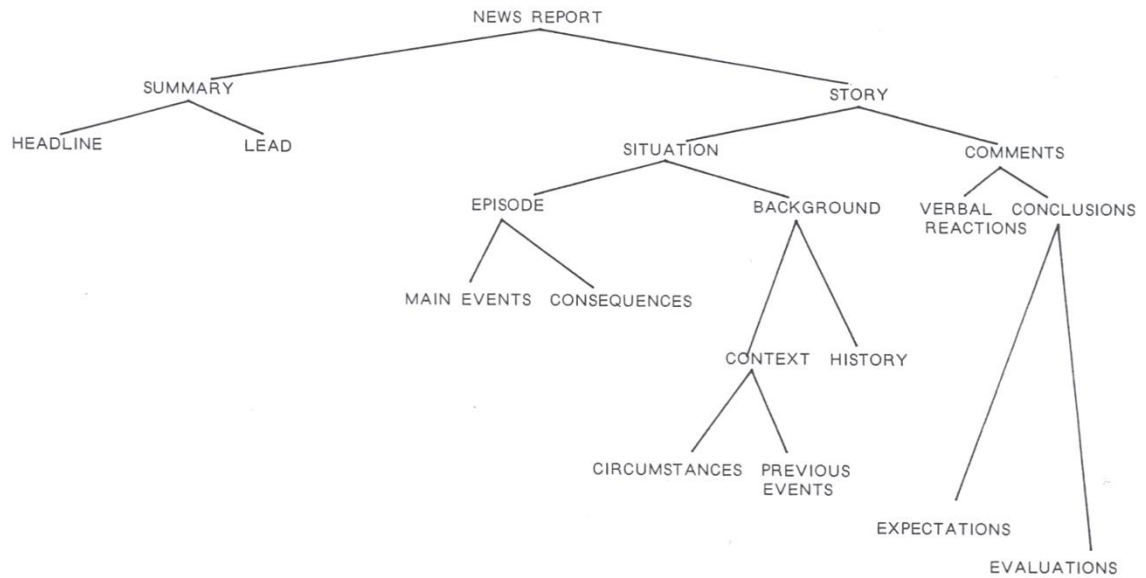 NEWS REPORT
SUMMARY
STORY
HEADLINE
LEAD
SITUATION
COMMENTS
EPISODE
BACKGROUND
VERBAL
REACTIONS
CONCLUSIONS
MAIN EVENTS
CONSEQUENCES
CONTEXT
HISTORY
CIRCUMSTANCES
PREVIOUS
EVENTS
EXPECTATIONS
EVALUATIONS